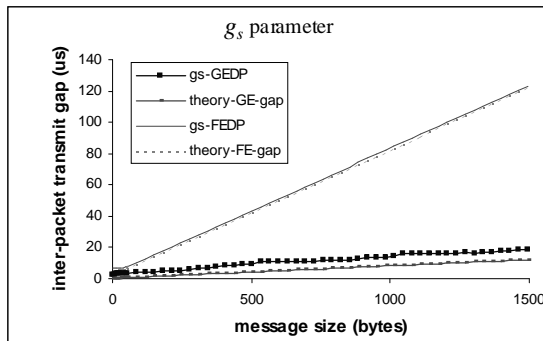 g_s parameter
inter-packet transmit gap (us)
140
120
100
80
60
40
20
0
gs-GEDP
theory-GE-gap
gs-FEDP
theory-FE-gap
0 500 1000 1500
message size (bytes)